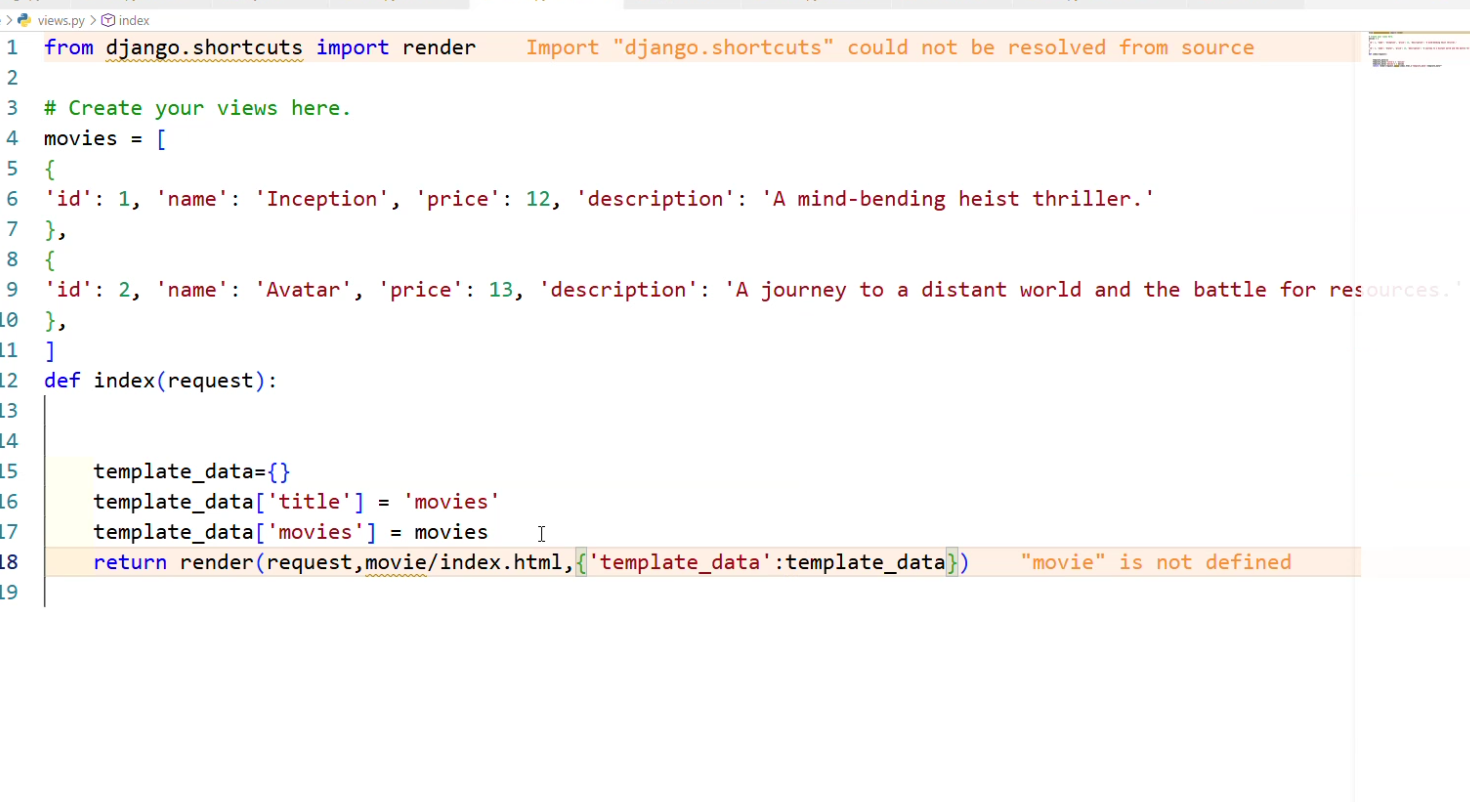 > views.py > index
1 from django.shortcuts import render Import "django.shortcuts" could not be resolved from source
2
3 # Create your views here.
4 movies = [
5 {
6 'id': 1, 'name': 'Inception', 'price': 12, 'description': 'A mind-bending heist thriller.'
7 },
8 {
9 'id': 2, 'name': 'Avatar', 'price': 13, 'description': 'A journey to a distant world and the battle for resources.'
10 },
11 ]
12 def index(request):
13
14
15 template_data={}
16 template_data['title'] = 'movies'
17 template_data['movies'] = movies
18 return render(request,movie/index.html,{'template_data':template_data}) "movie" is not defined
19